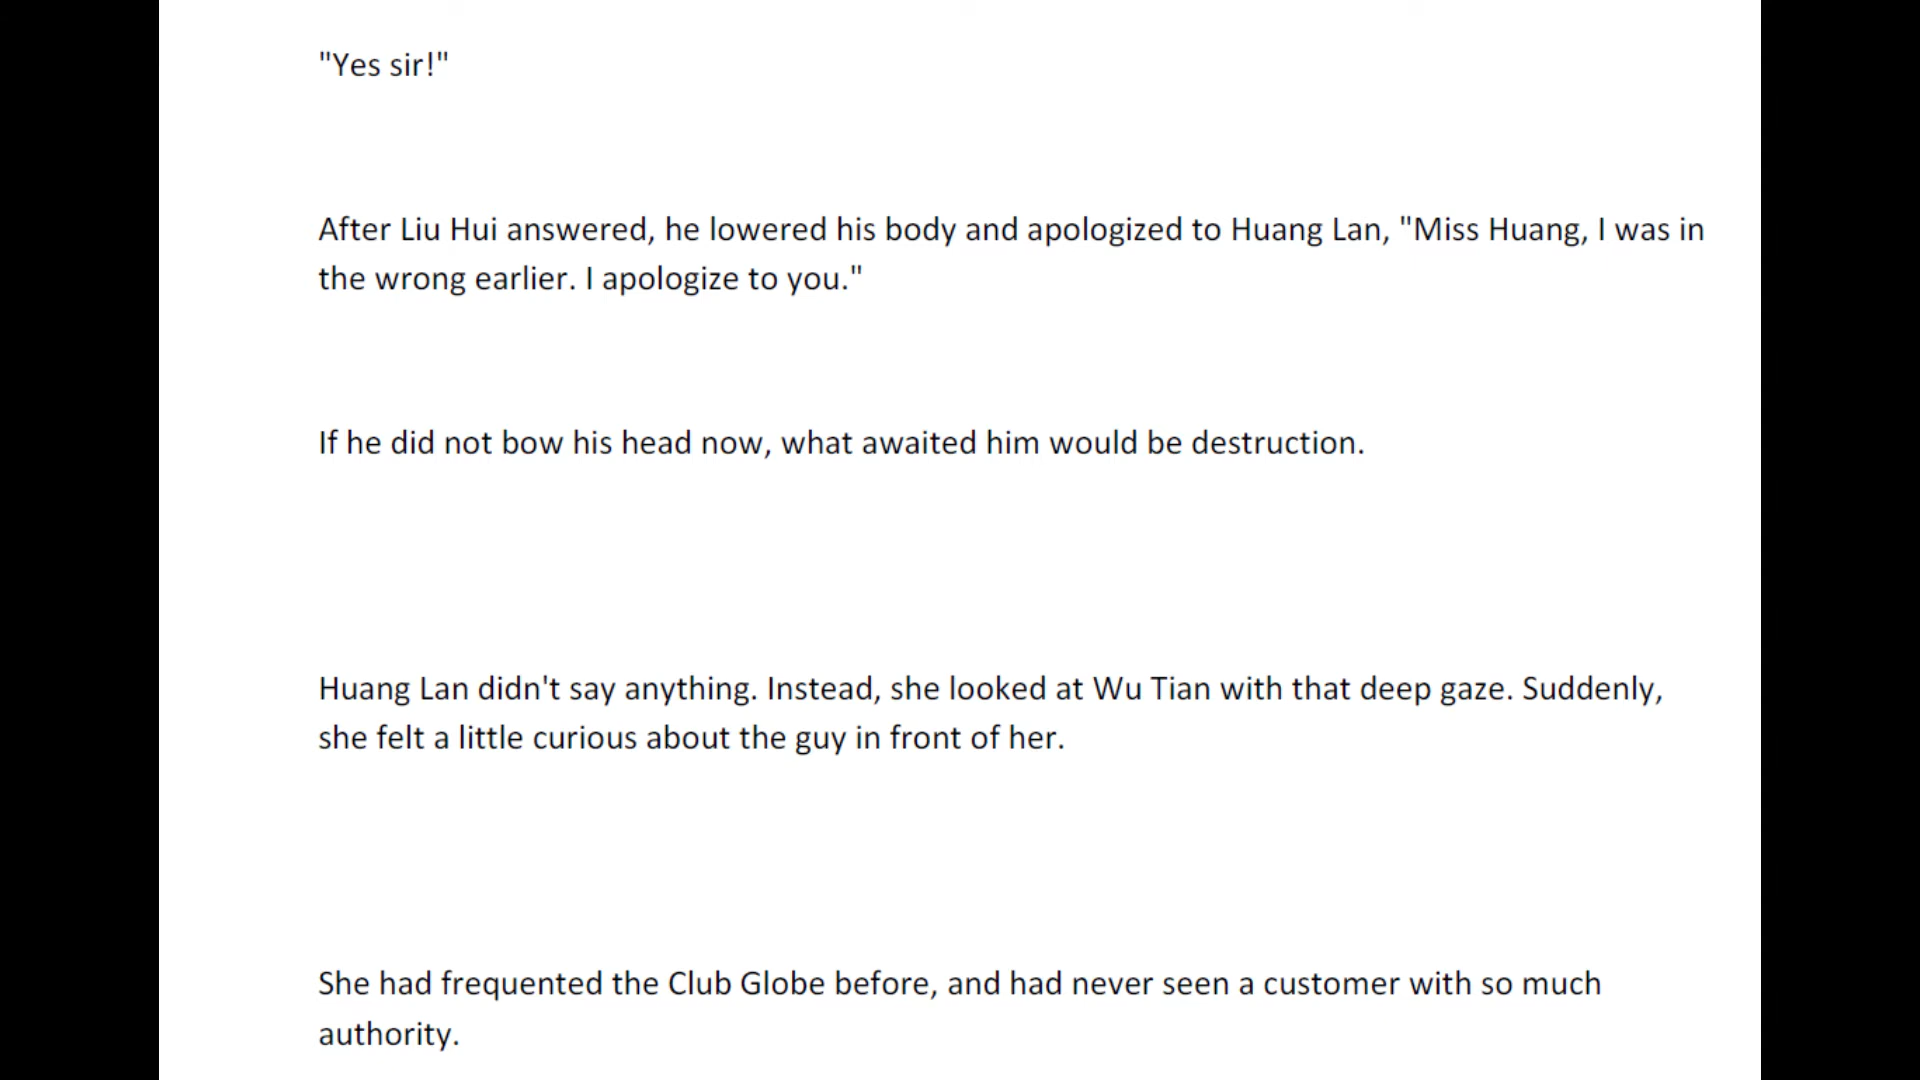 "Yes sir!"
After Liu Hui answered, he lowered his body and apologized to Huang Lan, "Miss Huang, I was in
the wrong earlier. I apologize to you."
If he did not bow his head now, what awaited him would be destruction.
Huang Lan didn't say anything. Instead, she looked at Wu Tian with that deep gaze. Suddenly,
she felt a little curious about the guy in front of her.
She had frequented the Club Globe before, and had never seen a customer with so much
authority.